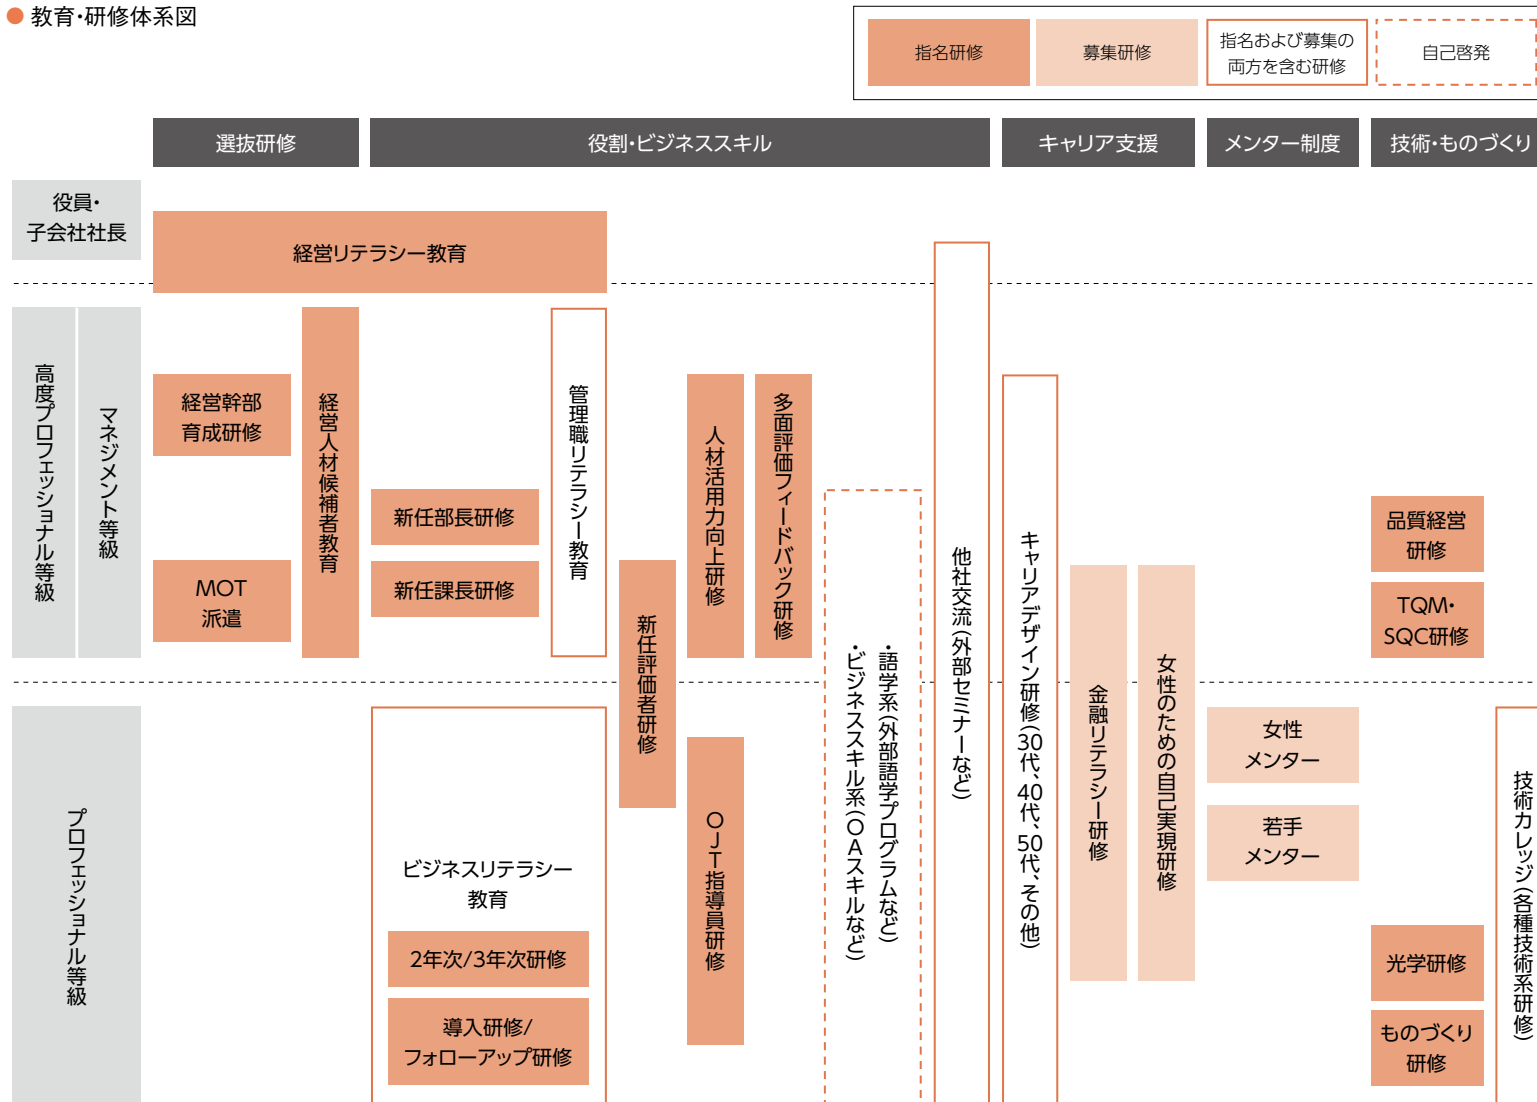 教育・研修体系図
指名研修
募集研修
指名および募集の
両方を含む研修
自己啓発
選抜研修
役割・ビジネススキル
キャリア支援
メンター制度
技術・ものづくり
役員・
子会社社長
経営リテラシー教育
高度プロフェッショナル等級
マネジメント等級
経営幹部
育成研修
MOT
派遣
経営人材候補者教育
新任部長研修
新任課長研修
管理職リテラシー教育
新任評価者研修
人材活用力向上研修
多面評価フィードバック研修
・語学系（外部語学プログラムなど）
・ビジネススキル系（OAスキルなど）
他社交流（外部セミナーなど）
キャリアデザイン研修（30代、40代、50代、その他）
金融リテラシー研修
女性のための自己実現研修
品質経営
研修
TQM・
SQC研修
プロフェッショナル等級
ビジネスリテラシー
教育
2年次/3年次研修
導入研修/
フォローアップ研修
OJT指導員研修
女性
メンター
若手
メンター
光学研修
ものづくり
研修
技術カレッジ（各種技術系研修）